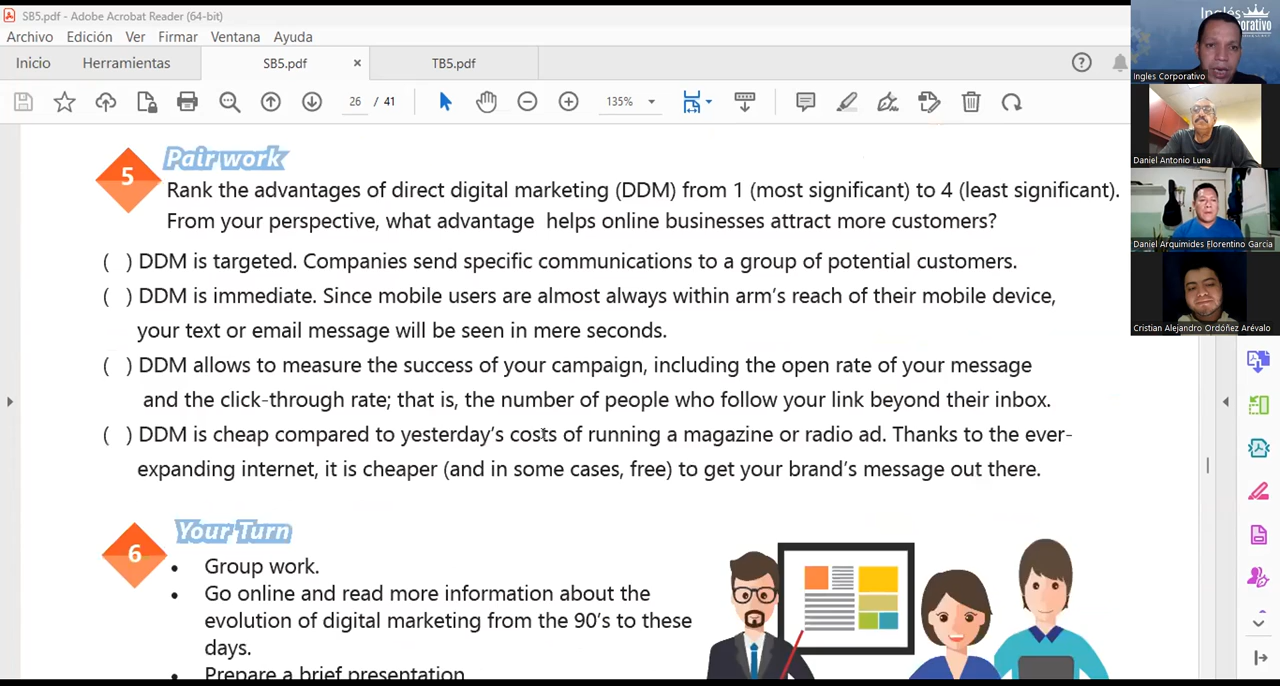 SB5.pdf - Adobe Acrobat Reader (64-bit)
Archivo Edición Ver Firmar Ventana Ayuda
Inicio Herramientas SB5.pdf × TB5.pdf
26 / 41 135%
5 Pair work
Rank the advantages of direct digital marketing (DDM) from 1 (most significant) to 4 (least significant).
From your perspective, what advantage helps online businesses attract more customers?
( ) DDM is targeted. Companies send specific communications to a group of potential customers.
( ) DDM is immediate. Since mobile users are almost always within arm's reach of their mobile device,
your text or email message will be seen in mere seconds.
( ) DDM allows to measure the success of your campaign, including the open rate of your message
and the click-through rate; that is, the number of people who follow your link beyond their inbox.
( ) DDM is cheap compared to yesterday's costs of running a magazine or radio ad. Thanks to the ever-
expanding internet, it is cheaper (and in some cases, free) to get your brand's message out there.
6 Your Turn
• Group work.
• Go online and read more information about the
evolution of digital marketing from the 90's to these
days.
• Prepare a brief presentation
Ingles Corporativo
Daniel Antonio Luna
Daniel Arquimides Florentino Garcia
Cristian Alejandro Ordóñez Arévalo